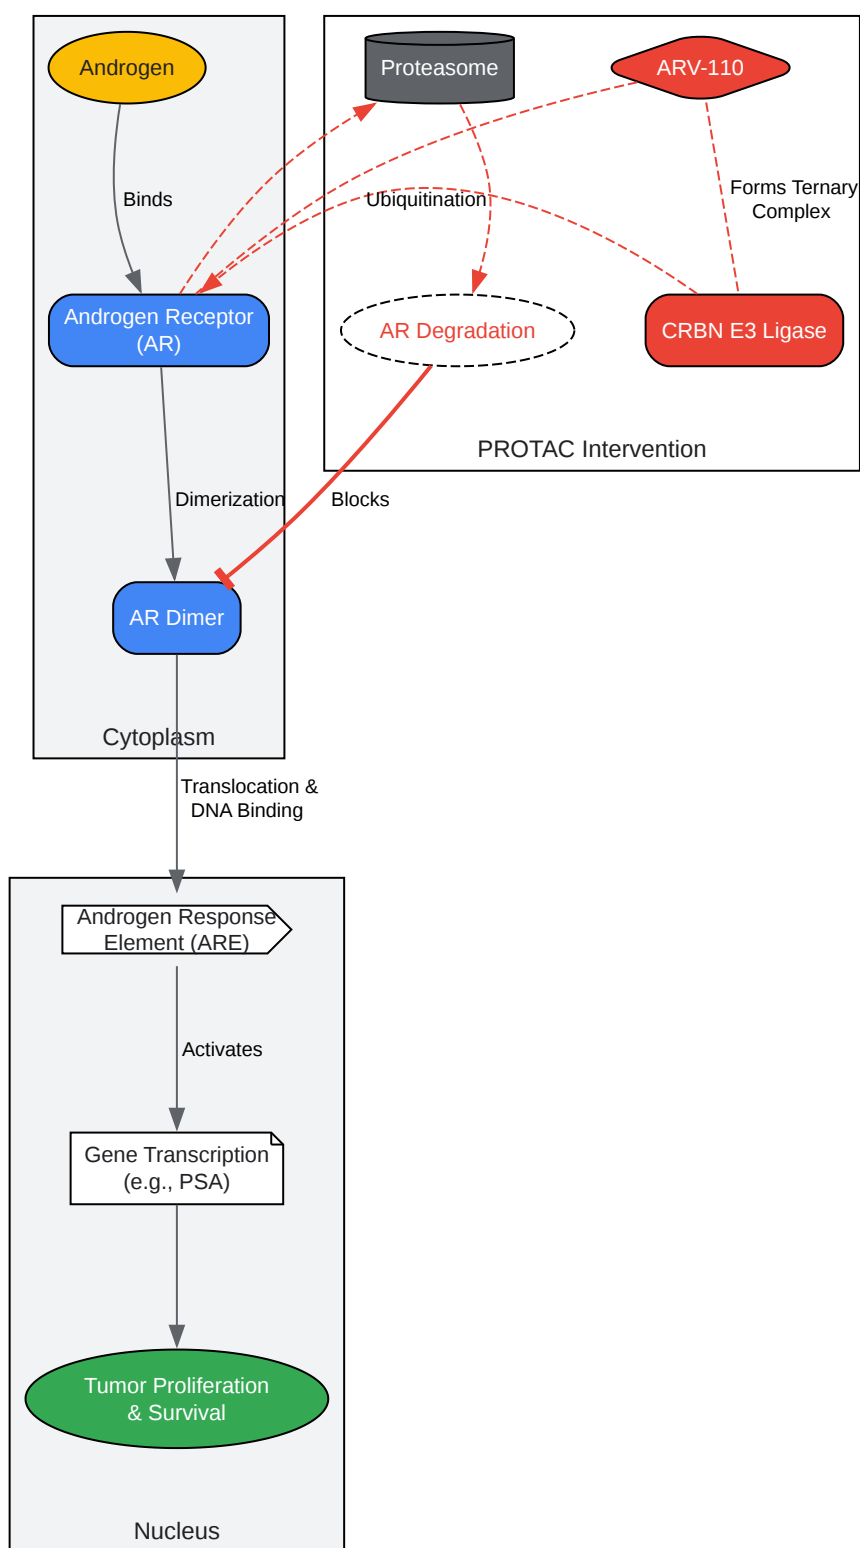 Androgen
Proteasome
ARV-110
Binds
Ubiquitination
Forms Ternary
Complex
Androgen Receptor
(AR)
AR Degradation
CRBN E3 Ligase
PROTAC Intervention
Dimerization
Blocks
AR Dimer
Cytoplasm
Translocation &
DNA Binding
Androgen Response
Element (ARE)
Activates
Gene Transcription
(e.g., PSA)
Tumor Proliferation
& Survival
Nucleus